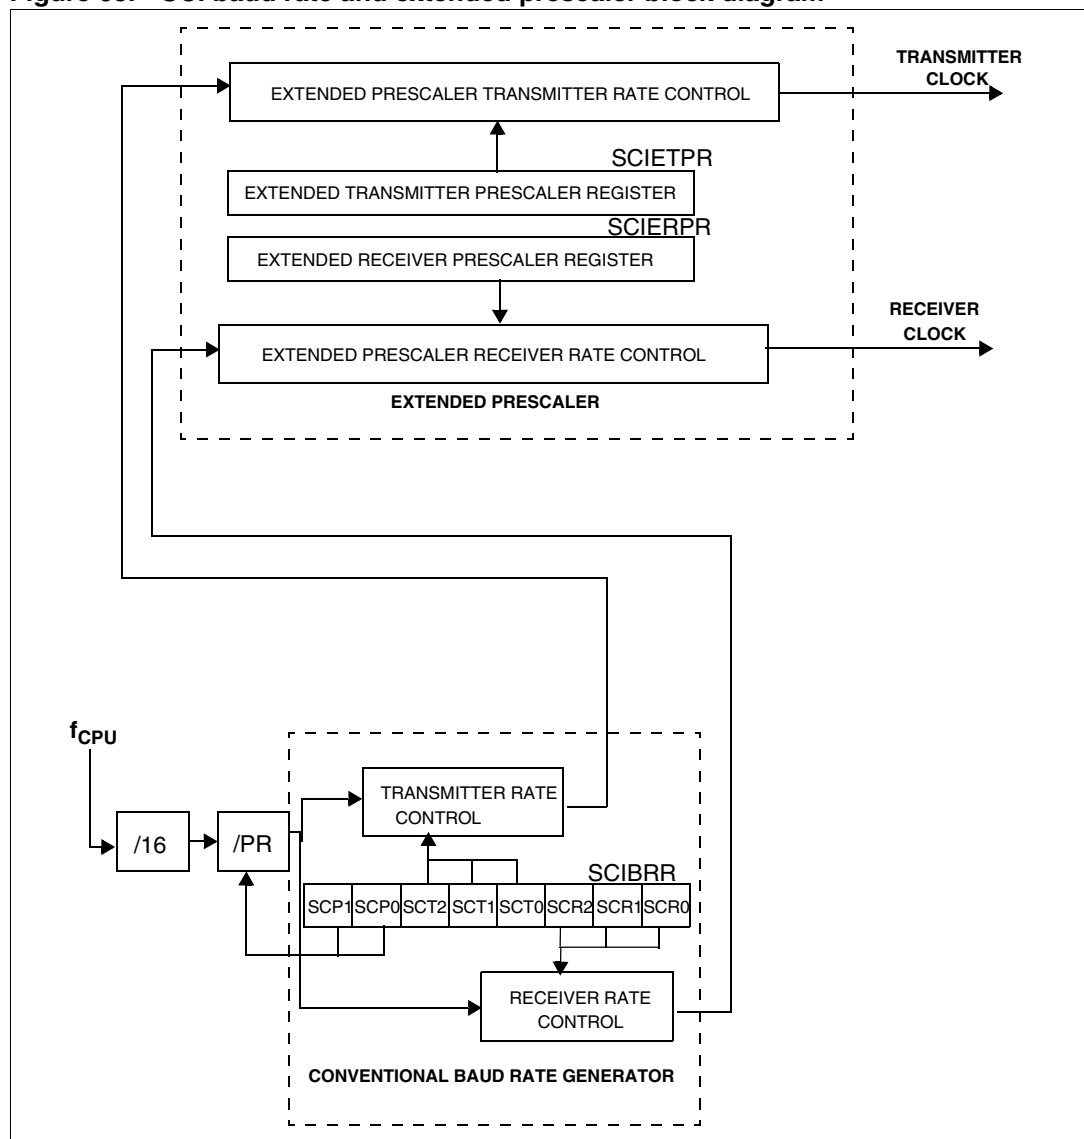 TRANSMITTER
CLOCK
EXTENDED PRESCALER TRANSMITTER RATE CONTROL
SCIETPR
EXTENDED TRANSMITTER PRESCALER REGISTER
SCIERPR
EXTENDED RECEIVER PRESCALER REGISTER
RECEIVER
CLOCK
EXTENDED PRESCALER RECEIVER RATE CONTROL
EXTENDED PRESCALER
fCPU
TRANSMITTER RATE
CONTROL
/16
/PR
SCIBRR
SCP1 SCP0 SCT2 SCT1 SCT0 SCR2 SCR1 SCR0
RECEIVER RATE
CONTROL
CONVENTIONAL BAUD RATE GENERATOR